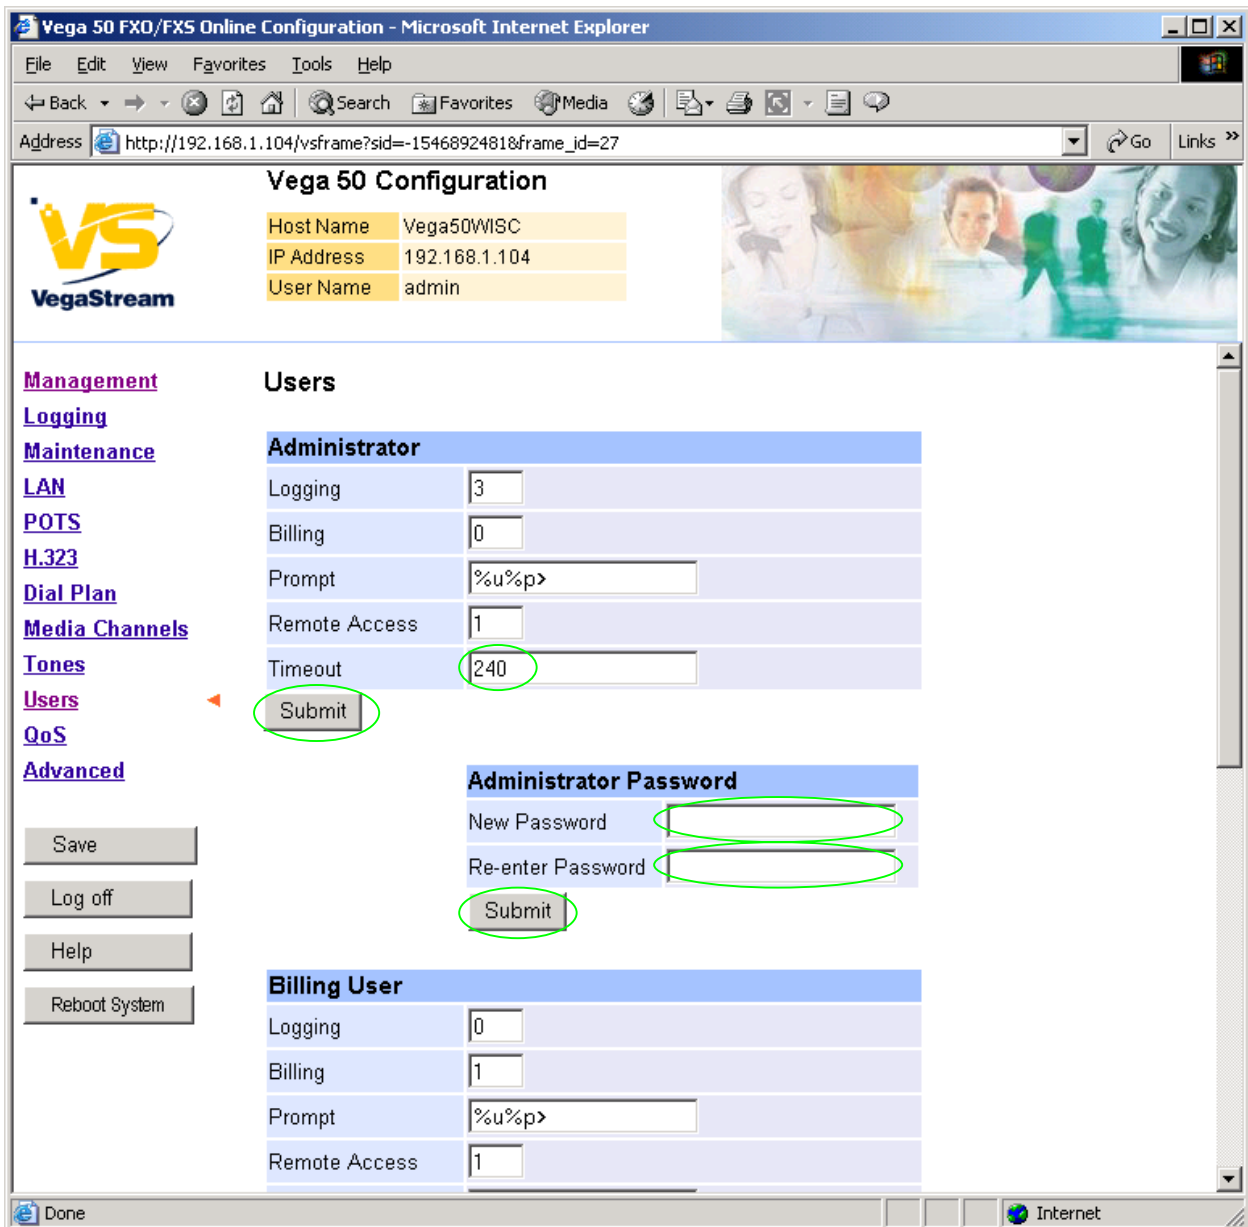 Vega 50 FXO/FXS Online Configuration - Microsoft Internet Explorer
File Edit View Favorites Tools Help
Back Search Favorites Media
Address http://192.168.1.104/vsframe?sid=-1546892481&frame_id=27 Go Links »
VS
VegaStream
Vega 50 Configuration
Host Name Vega50WISC
IP Address 192.168.1.104
User Name admin
Management
Logging
Maintenance
LAN
POTS
H.323
Dial Plan
Media Channels
Tones
Users
QoS
Advanced
Save
Log off
Help
Reboot System
Users
Administrator
Logging 3
Billing 0
Prompt %u%p>
Remote Access 1
Timeout 240
Submit
Administrator Password
New Password
Re-enter Password
Submit
Billing User
Logging 0
Billing 1
Prompt %u%p>
Remote Access 1
Done Internet